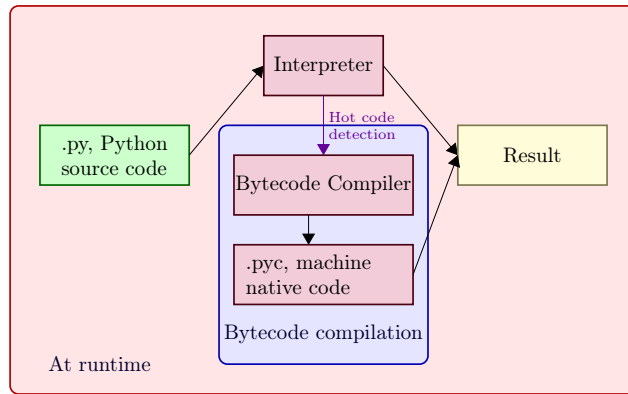 Interpreter
Hot code
detection
.py, Python
source code
Result
Bytecode Compiler
.pyc, machine
native code
Bytecode compilation
At runtime